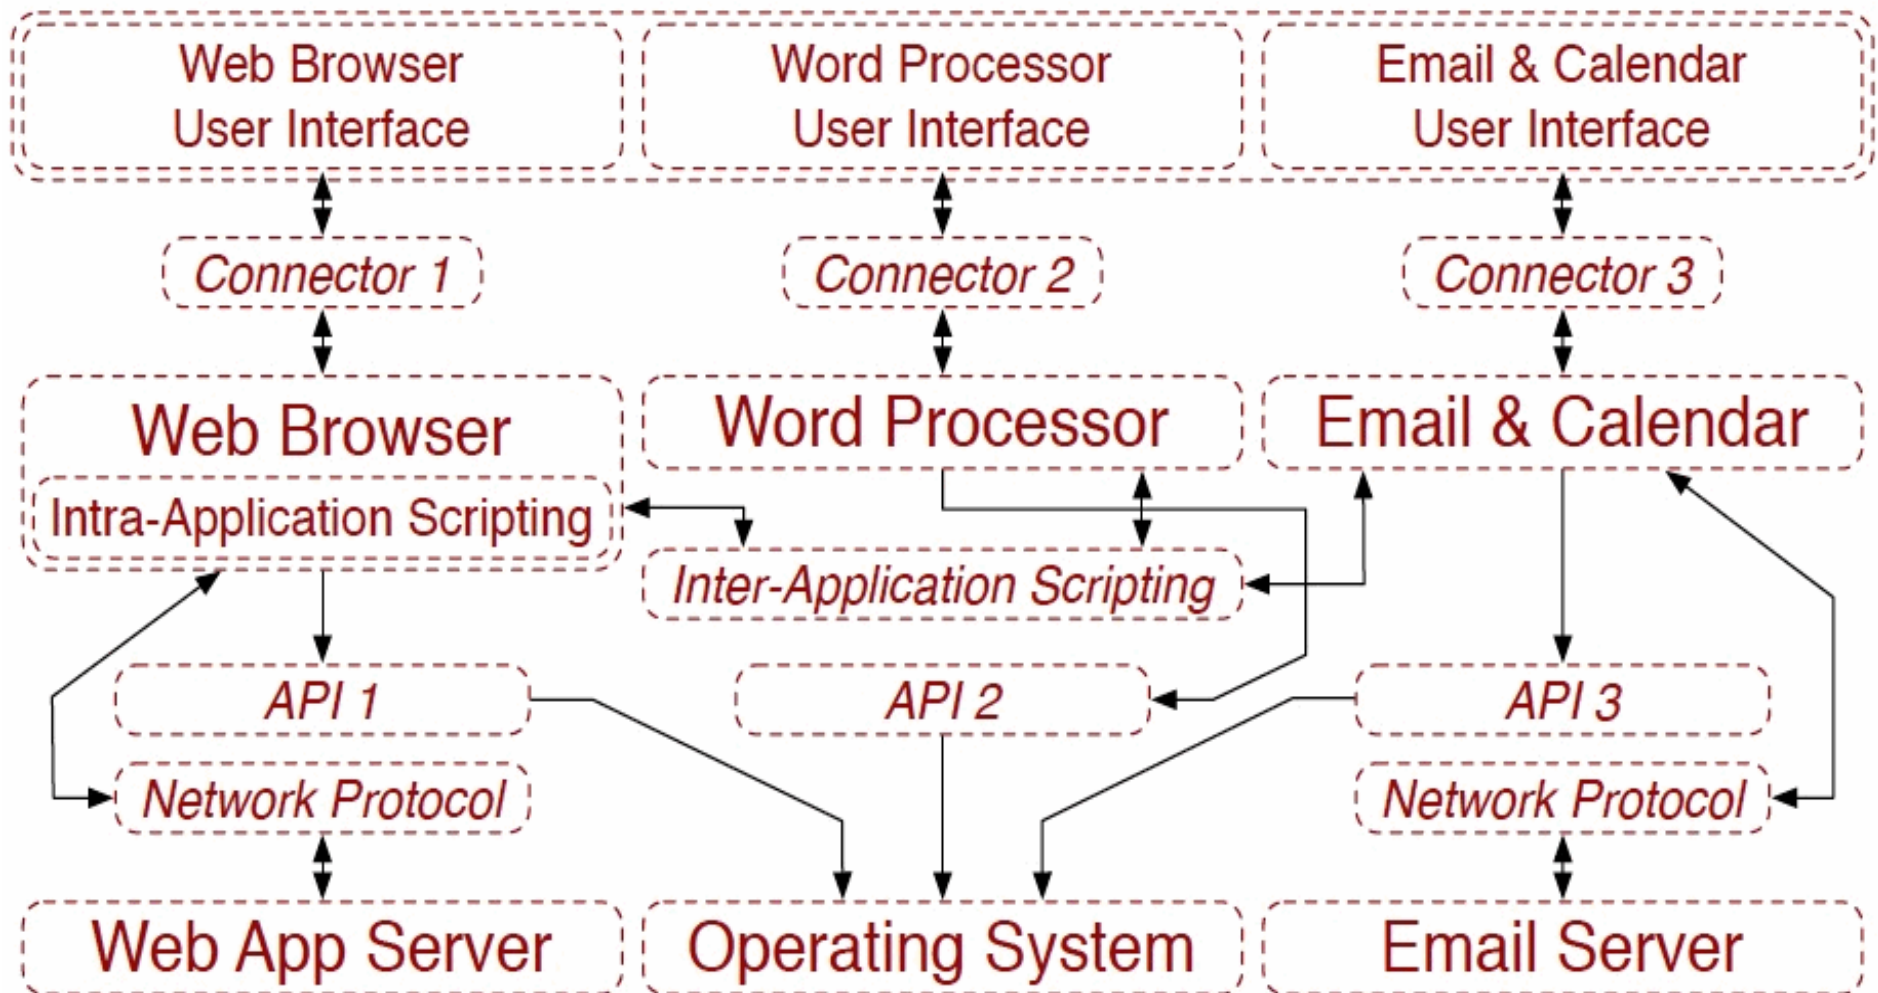 Web Browser
User Interface
Word Processor
User Interface
Email & Calendar
User Interface
Connector 1
Connector 2
Connector 3
Web Browser
Intra-Application Scripting
Word Processor
Email & Calendar
Inter-Application Scripting
API 1
API 2
API 3
Network Protocol
Network Protocol
Web App Server
Operating System
Email Server